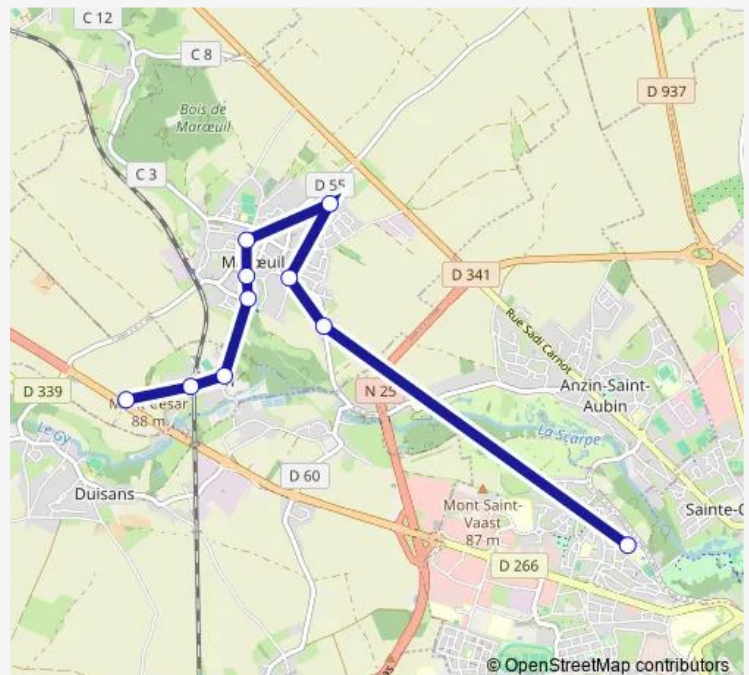 C 12
C 8
Bois de
Marœuil
D 937
C 3
D 55
D 341
Rue Sadi Carnot
D 339
88 m
N 25
Anzin-Saint-
Aubin
Le Gy
La Scarpe
D 60
Duisans
Mont Saint-
Vaast
87 m
Sainte-C
D 266
© OpenStreetMap contributors